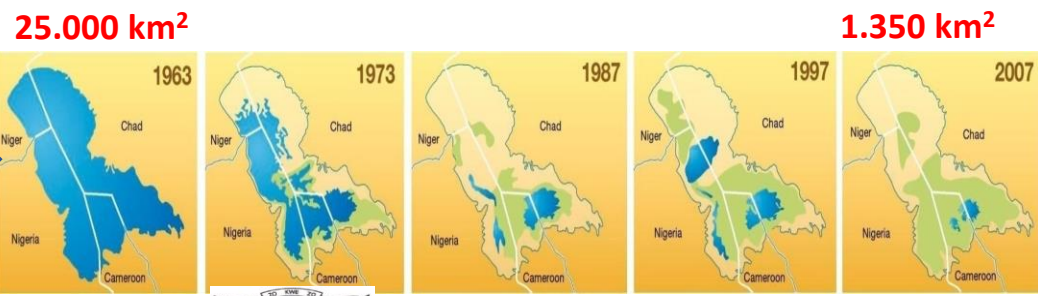 25.000 km²
1.350 km²
1963
Niger
Chad
Nigeria
Cameroon
1973
Niger
Chad
Nigeria
Cameroon
1987
Niger
Chad
Nigeria
Cameroon
1997
Niger
Chad
Nigeria
Cameroon
2007
Niger
Chad
Nigeria
Cameroon